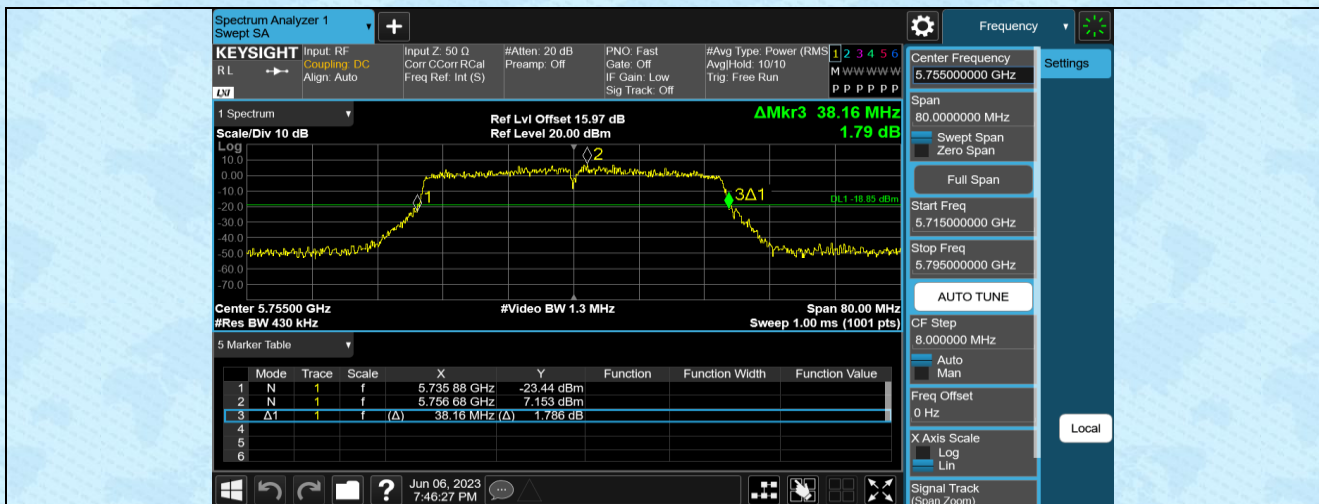 Spectrum Analyzer 1
Swept SA
+
Frequency
KEYSIGHT
R L
LXI
Input: RF
Coupling: DC
Align: Auto
Input Z: 50 Ω
Corr CCorr RCal
Freq Ref: Int (S)
#Atten: 20 dB
Preamp: Off
PNO: Fast
Gate: Off
IF Gain: Low
Sig Track: Off
#Avg Type: Power (RMS
Avg|Hold: 10/10
Trig: Free Run
1 2 3 4 5 6
M W W W W W
P P P P P P
1 Spectrum
Scale/Div 10 dB
Ref Lvl Offset 15.97 dB
Ref Level 20.00 dBm
ΔMkr3 38.16 MHz
1.79 dB
Log
10.0
0.00
-10.0
-20.0
-30.0
-40.0
-50.0
-60.0
-70.0
1
2
3Δ1
DL1 -18.85 dBm
Center 5.75500 GHz
#Video BW 1.3 MHz
Span 80.00 MHz
#Res BW 430 kHz
Sweep 1.00 ms (1001 pts)
5 Marker Table
Mode Trace Scale X Y Function Function Width Function Value
1 N 1 f 5.735 88 GHz -23.44 dBm
2 N 1 f 5.756 68 GHz 7.153 dBm
3 Δ1 1 f (Δ) 38.16 MHz (Δ) 1.786 dB
4
5
6
?
Jun 06, 2023
7:46:27 PM
Center Frequency
5.755000000 GHz
Span
80.0000000 MHz
Swept Span
Zero Span
Full Span
Start Freq
5.715000000 GHz
Stop Freq
5.795000000 GHz
AUTO TUNE
CF Step
8.000000 MHz
Auto
Man
Freq Offset
0 Hz
X Axis Scale
Log
Lin
Signal Track
(Span Zoom)
Settings
Local